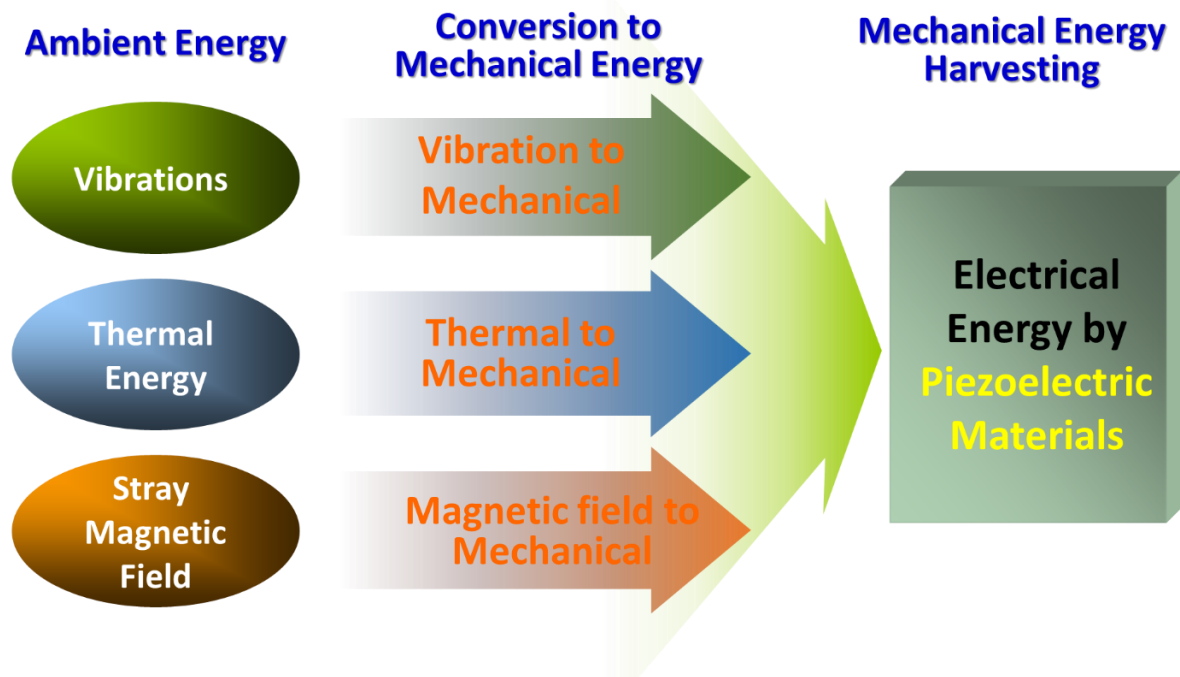 Ambient Energy
Conversion to
Mechanical Energy
Mechanical Energy
Harvesting
Vibrations
Vibration to
Mechanical
Thermal
Energy
Thermal to
Mechanical
Stray
Magnetic
Field
Magnetic field to
Mechanical
Electrical
Energy by
Piezoelectric
Materials